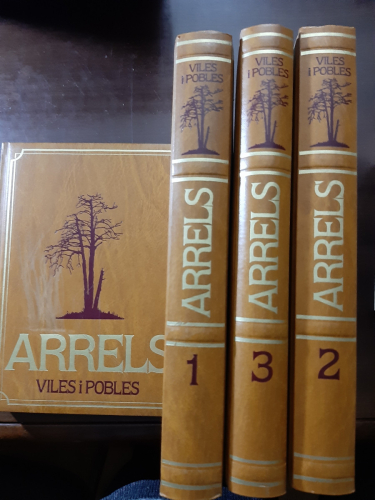 ARRELS
VILES i POBLES
VILES
i POBLES
ARRELS
1
VILES
i POBLES
ARRELS
3
VILES
i POBLES
ARRELS
2